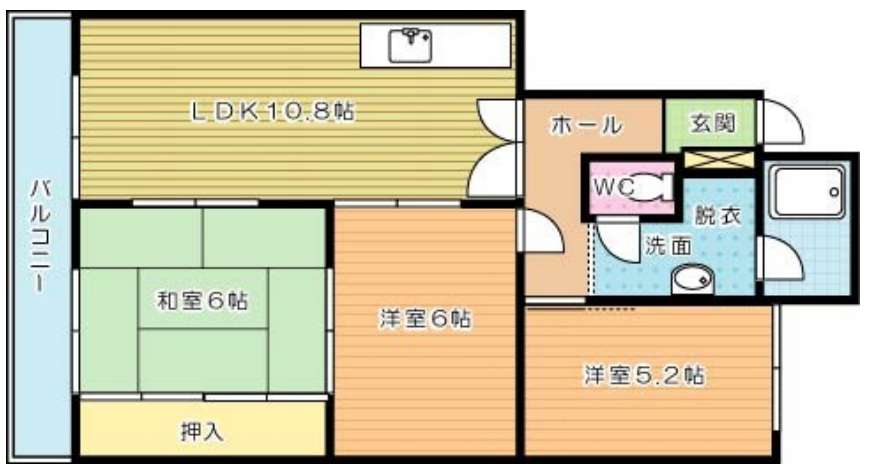 LDK10.8帖
ホール
玄関
バルコニー
WC
脱衣
洗面
和室6帖
洋室6帖
洋室5.2帖
押入